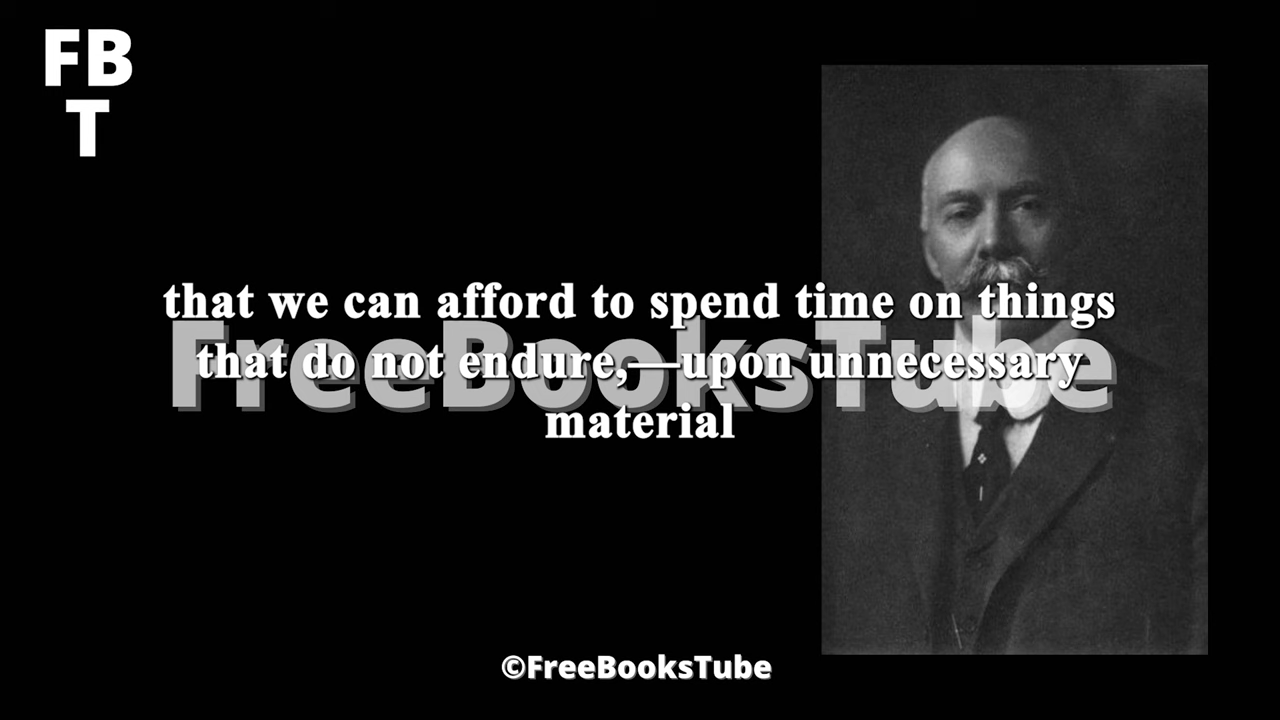 FB
T
that we can afford to spend time on things
that do not endure,—upon unnecessary
material
FreeBooksTube
©FreeBooksTube